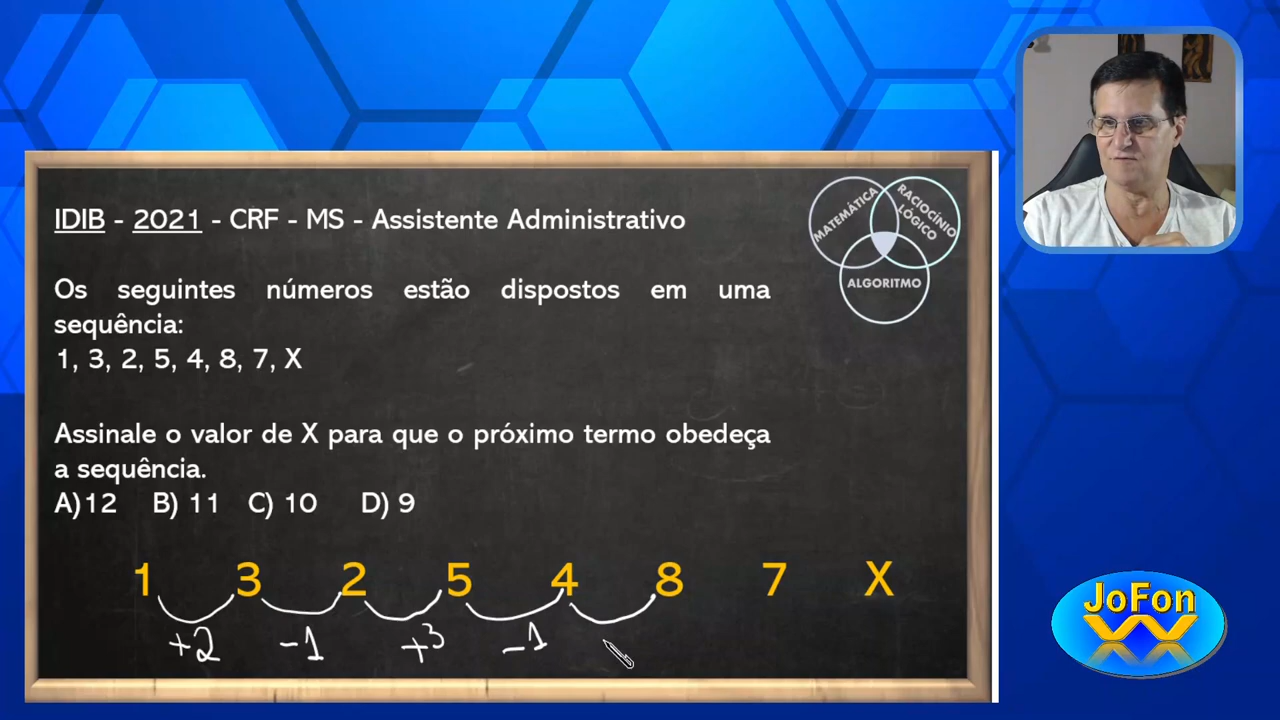 IDIB - 2021 - CRF - MS - Assistente Administrativo
MATEMÁTICA
RACIOCÍNIO
LÓGICO
ALGORITMO
Os seguintes números estão dispostos em uma
sequência:
1, 3, 2, 5, 4, 8, 7, X
Assinale o valor de X para que o próximo termo obedeça
a sequência.
A)12 B) 11 C) 10 D) 9
1 3 2 5 4 8 7 X
+2 -1 +3 -1
JoFon